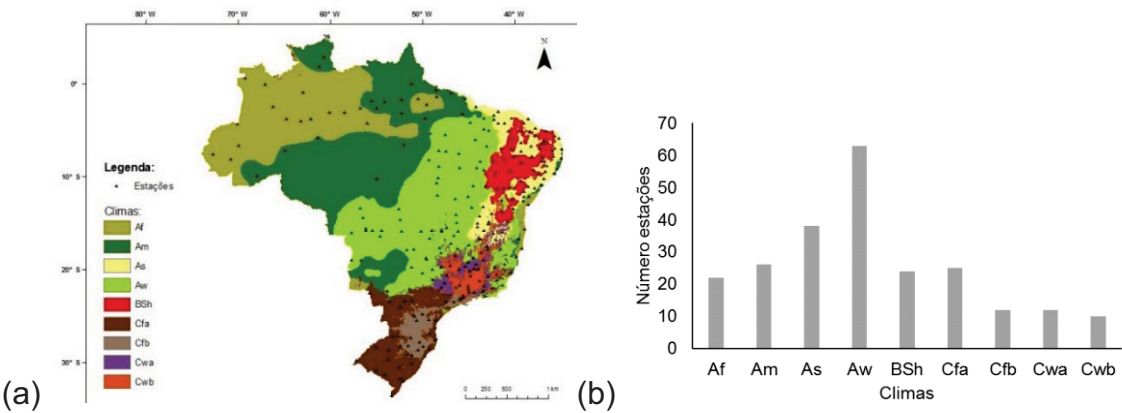 80° W 70° W 60° W 50° W 40° W
N
0°
10° S
20° S
30° S
Legenda:
Estações
Climas:
Af
Am
As
Aw
BSh
Cfa
Cfb
Cwa
Cwb
0 250 500 1 km
(a)
70
60
50
40
30
20
10
0
Número estações
Af Am As Aw BSh Cfa Cfb Cwa Cwb
Climas
(b)